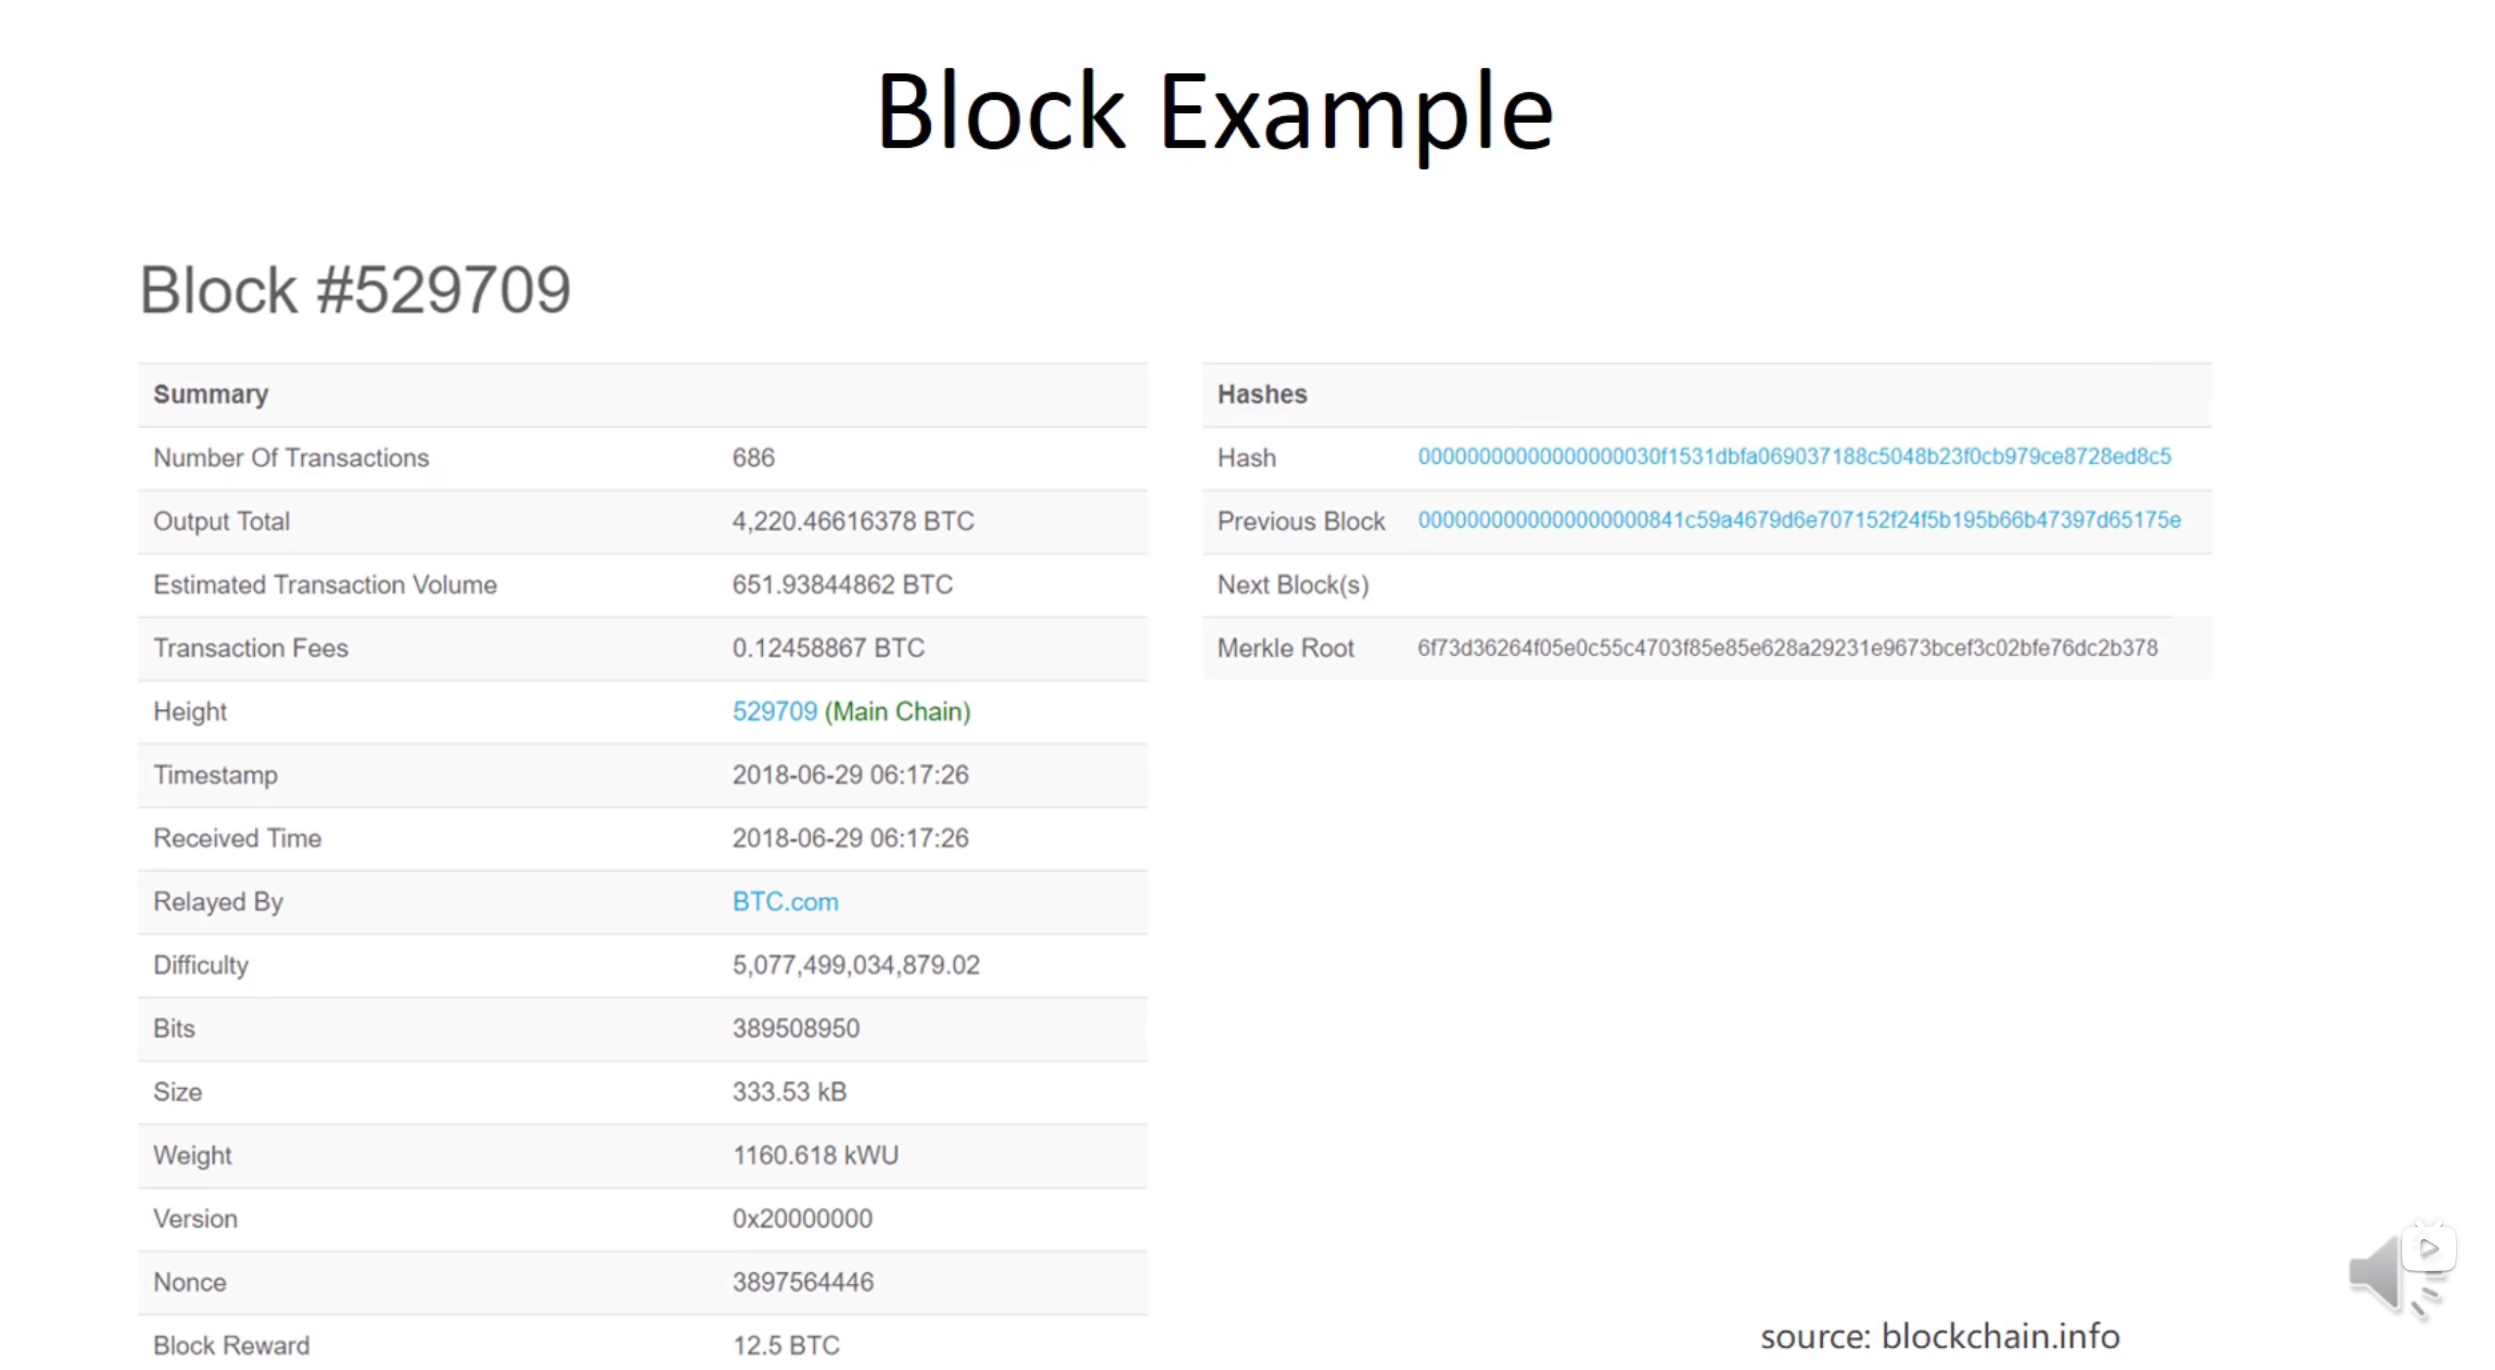 Block Example
Block #529709
Summary
Number Of Transactions 686
Output Total 4,220.46616378 BTC
Estimated Transaction Volume 651.93844862 BTC
Transaction Fees 0.12458867 BTC
Height 529709 (Main Chain)
Timestamp 2018-06-29 06:17:26
Received Time 2018-06-29 06:17:26
Relayed By BTC.com
Difficulty 5,077,499,034,879.02
Bits 389508950
Size 333.53 kB
Weight 1160.618 kWU
Version 0x20000000
Nonce 3897564446
Block Reward 12.5 BTC
Hashes
Hash 00000000000000000030f1531dbfa069037188c5048b23f0cb979ce8728ed8c5
Previous Block 0000000000000000000841c59a4679d6e707152f24f5b195b66b47397d65175e
Next Block(s)
Merkle Root 6f73d36264f05e0c55c4703f85e85e628a29231e9673bcef3c02bfe76dc2b378
source: blockchain.info